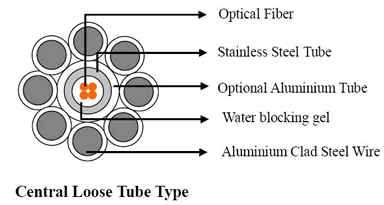 Optical Fiber
Stainless Steel Tube
Optional Aluminium Tube
Water blocking gel
Aluminium Clad Steel Wire
Central Loose Tube Type